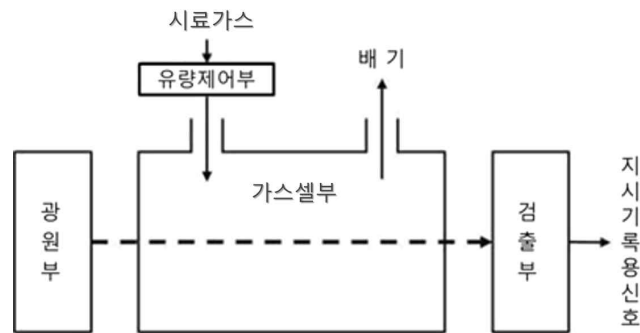 시료가스
유량제어부
배 기
가스셀부
광원부
검출부
지시기록용신호